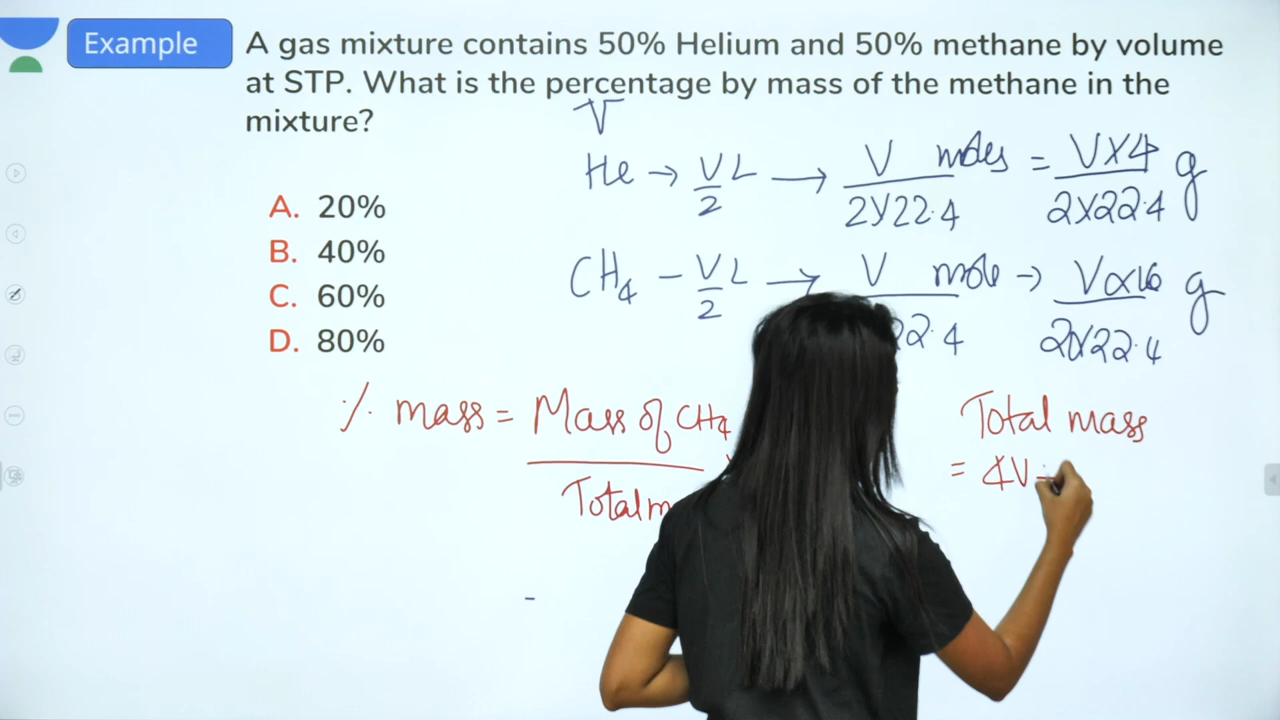 Example
A gas mixture contains 50% Helium and 50% methane by volume
at STP. What is the percentage by mass of the methane in the
mixture?
A. 20%
B. 40%
C. 60%
D. 80%
V
He → V/2 L → V/2×22.4 moles = V×4/2×22.4 g
CH4 - V/2 L → V/22.4 mole → V×16/2×22.4 g
% mass = Mass of CH4/Total m
Total mass
= 4V